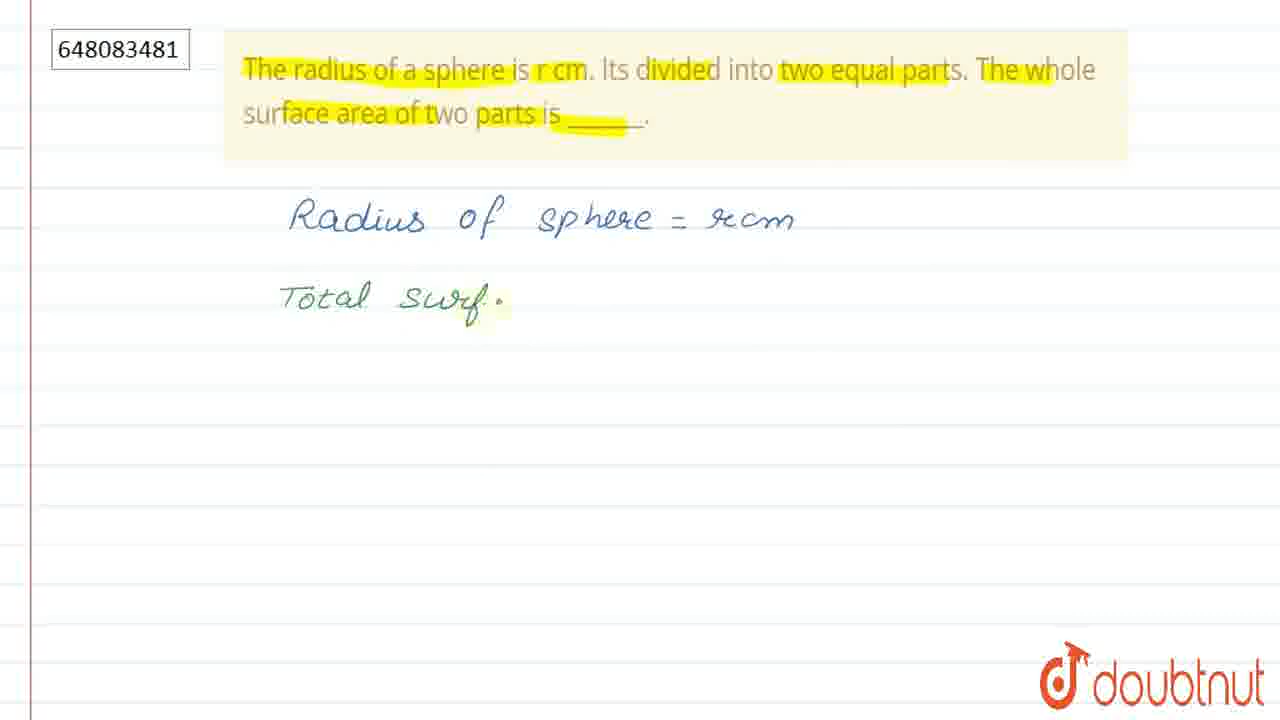 648083481
The radius of a sphere is r cm. Its divided into two equal parts. The whole
surface area of two parts is ______.
Radius of sphere = r cm
Total surf.
doubtnut